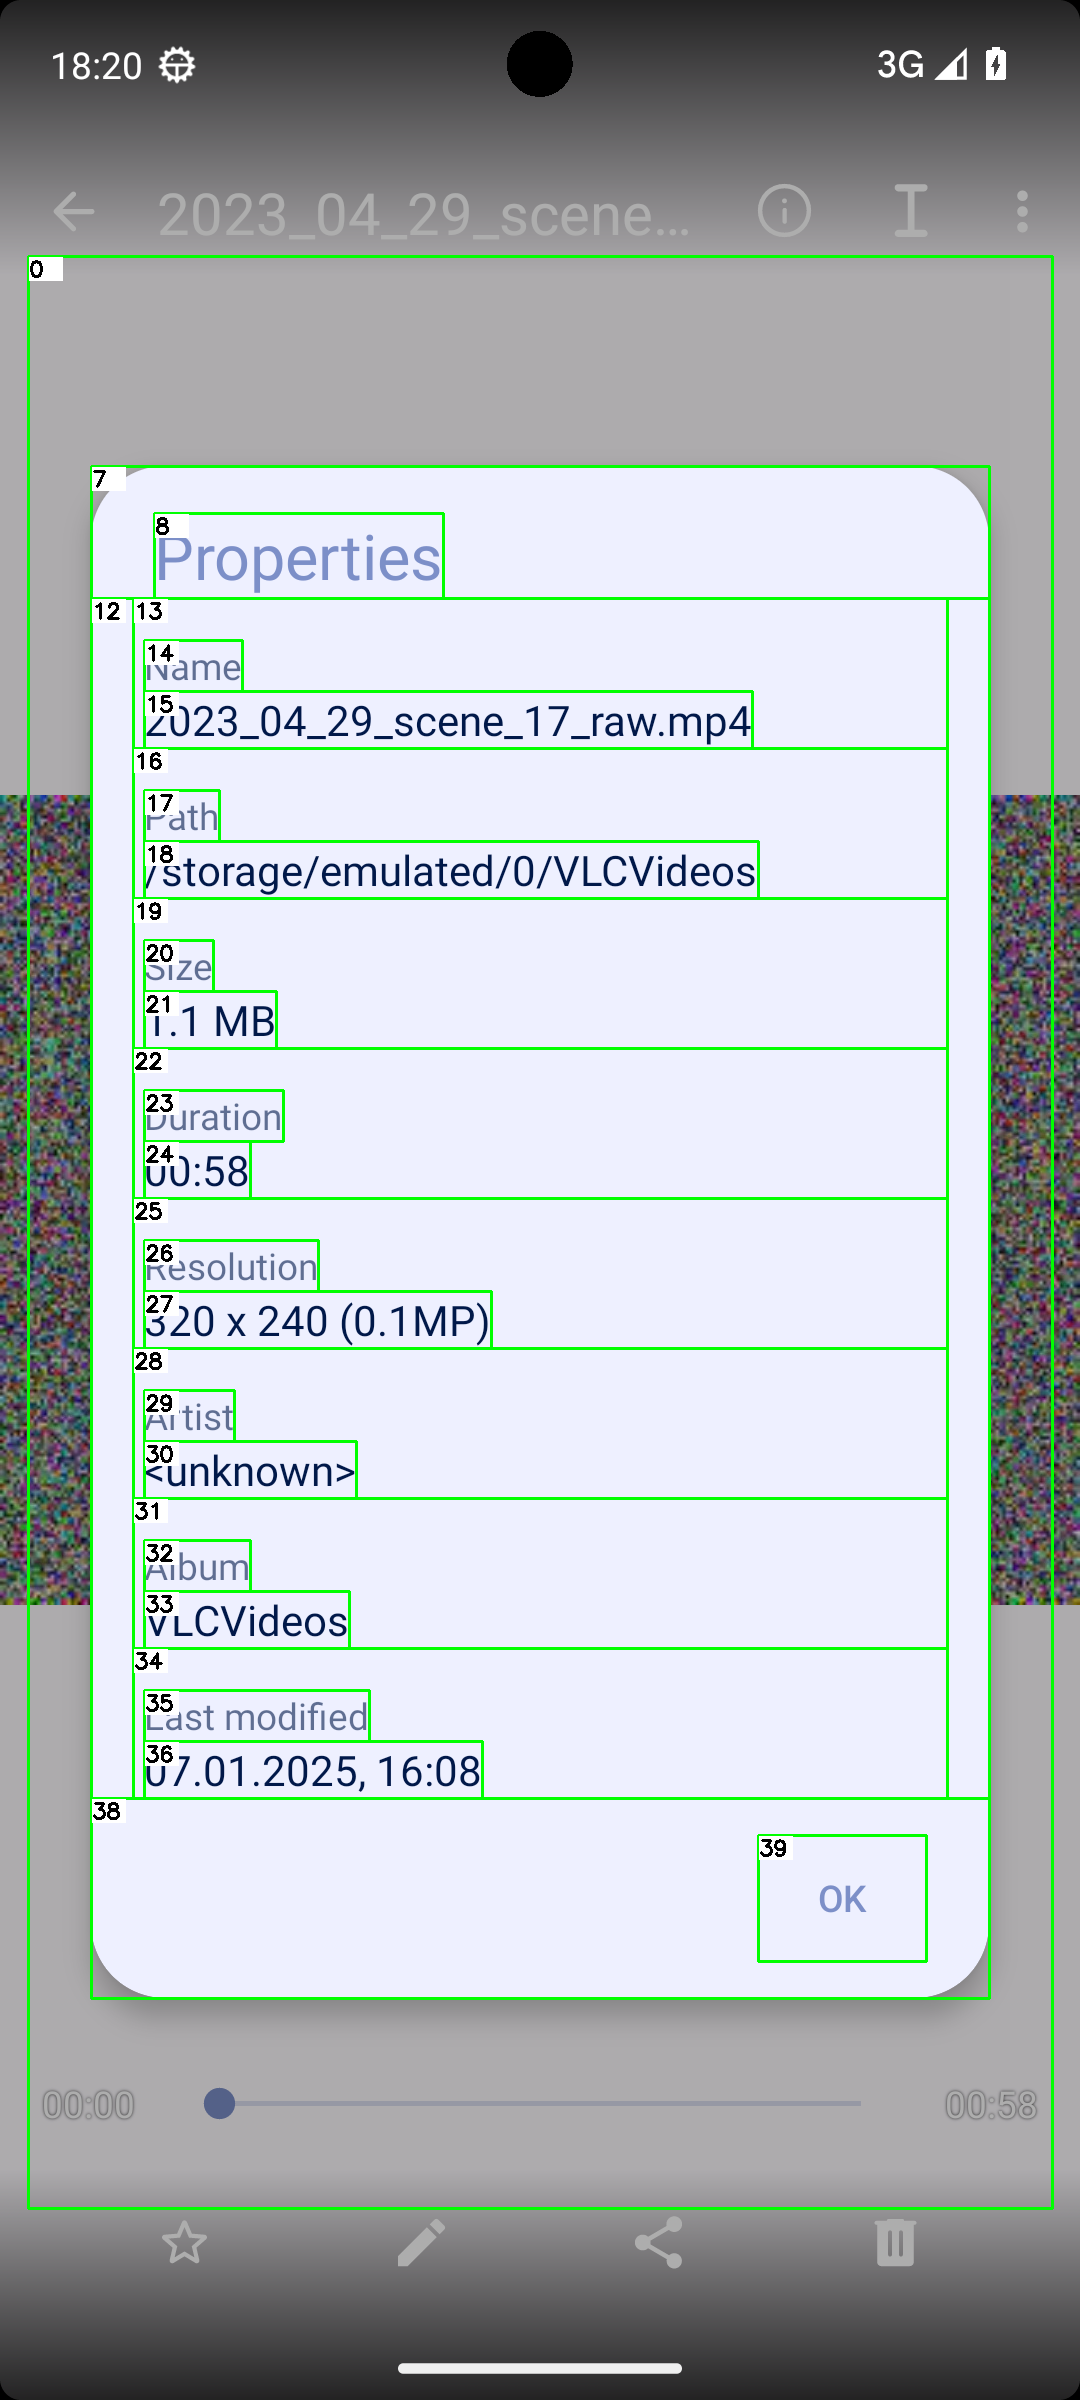 18:20
3G
2023_04_29_scene...
0
7
8
Properties
12 13
14
Name
15
2023_04_29_scene_17_raw.mp4
16
17
Path
18
/storage/emulated/0/VLCVideos
19
20
Size
21
1.1 MB
22
23
Duration
24
00:58
25
26
Resolution
27
320 x 240 (0.1MP)
28
29
Artist
30
<unknown>
31
32
Album
33
VLCVideos
34
35
Last modified
36
07.01.2025, 16:08
38
39
OK
00:00 00:58